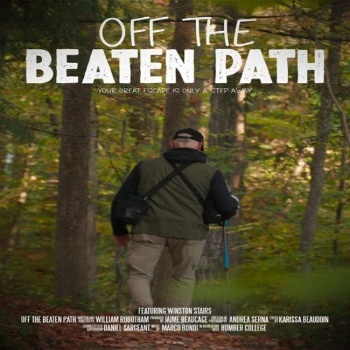 OFF THE
BEATEN PATH
YOUR GREAT ESCAPE IS ONLY A STEP AWAY
FEATURING WINSTON STAIRS
OFF THE BEATEN PATH WILLIAM ROBOTHAM JAIME BEAUCAGE ANDREA SERNA KARISSA BEAUDOIN
DANIEL SARGEANT MARCO BONDI HUMBER COLLEGE